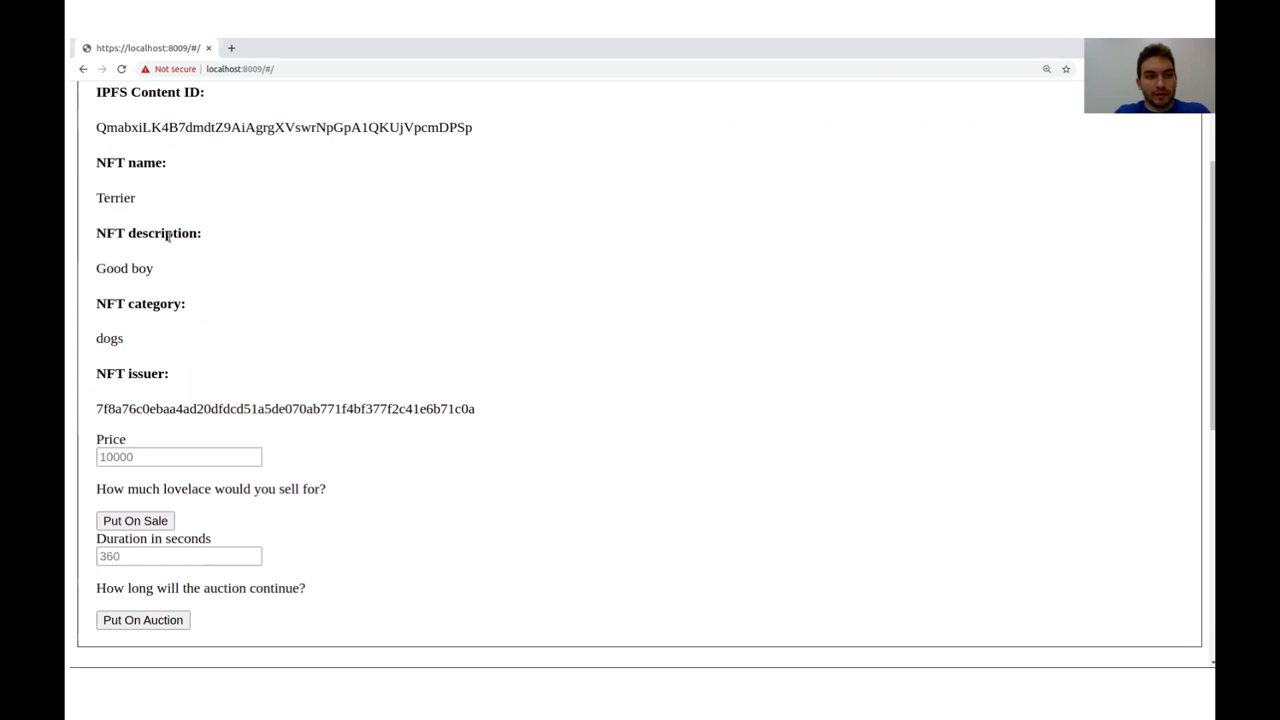 https://localhost:8009/#/
Not secure localhost:8009/#/
IPFS Content ID:
QmabxiLK4B7dmdtZ9AiAgrgXVswrNpGpA1QKUjVpcmDPSp
NFT name:
Terrier
NFT description:
Good boy
NFT category:
dogs
NFT issuer:
7f8a76c0ebaa4ad20dfdcd51a5de070ab771f4bf377f2c41e6b71c0a
Price
10000
How much lovelace would you sell for?
Put On Sale
Duration in seconds
360
How long will the auction continue?
Put On Auction